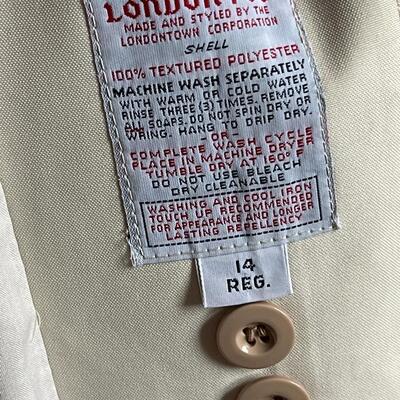 LONDON
MADE AND STYLED BY THE
LONDONTOWN CORPORATION
SHELL
100% TEXTURED POLYESTER
MACHINE WASH SEPARATELY
WITH WARM OR COLD WATER
RINSE THREE (3) TIMES. REMOVE
ALL SOAPS. DO NOT SPIN DRY OR
WRING. HANG TO DRIP DRY.
-OR-
COMPLETE WASH CYCLE
PLACE IN MACHINE DRYER
TUMBLE DRY AT 160° F
DO NOT USE BLEACH
DRY CLEANABLE
WASHING AND COOL IRON
TOUCH UP RECOMMENDED
FOR APPEARANCE AND LONGER
LASTING REPELLENCY
14
REG.